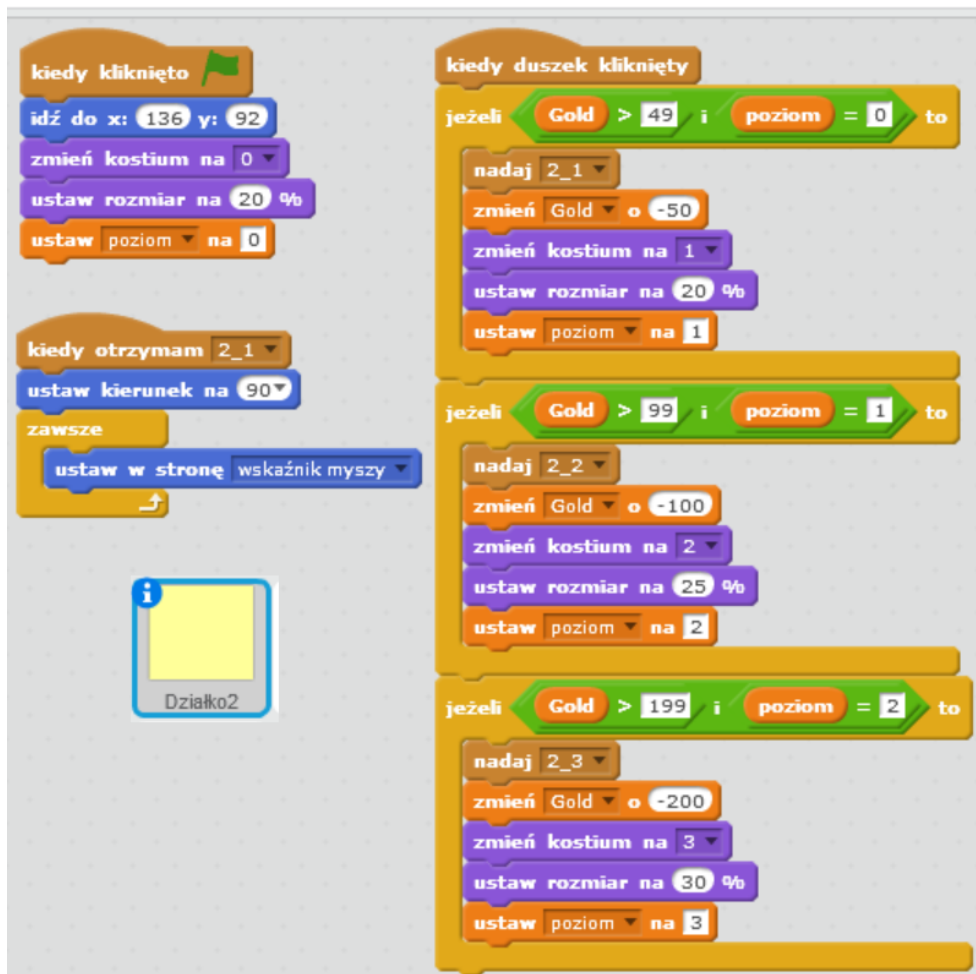 kiedy kliknięto
idź do x: 136 y: 92
zmień kostium na 0
ustaw rozmiar na 20 %
ustaw poziom na 0
kiedy otrzymam 2_1
ustaw kierunek na 90
zawsze
ustaw w stronę wskaźnik myszy
i
Działko2
kiedy duszek kliknięty
jeżeli Gold > 49 i poziom = 0 to
nadaj 2_1
zmień Gold o -50
zmień kostium na 1
ustaw rozmiar na 20 %
ustaw poziom na 1
jeżeli Gold > 99 i poziom = 1 to
nadaj 2_2
zmień Gold o -100
zmień kostium na 2
ustaw rozmiar na 25 %
ustaw poziom na 2
jeżeli Gold > 199 i poziom = 2 to
nadaj 2_3
zmień Gold o -200
zmień kostium na 3
ustaw rozmiar na 30 %
ustaw poziom na 3